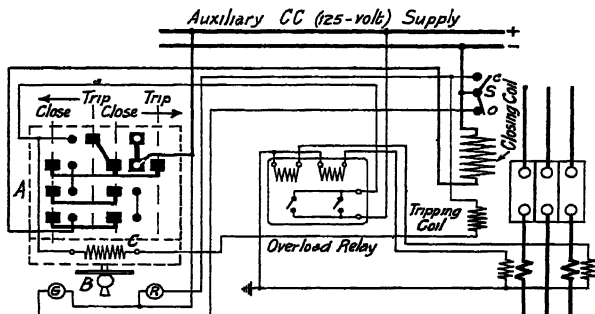 Auxiliary CC (125-volt) Supply
+
−
a
c
S
o
Closing Coil
Trip Trip
Close Close
A
Tripping Coil
Overload Relay
C
B
G R